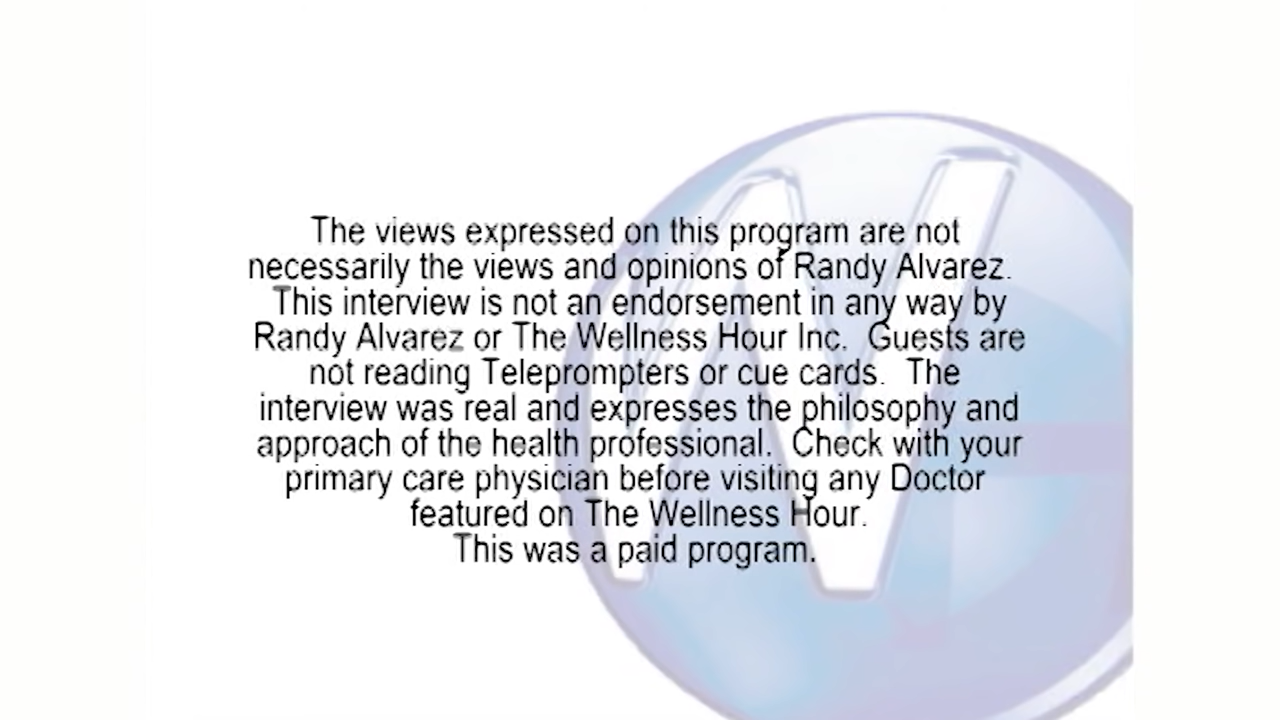 The views expressed on this program are not
necessarily the views and opinions of Randy Alvarez.
This interview is not an endorsement in any way by
Randy Alvarez or The Wellness Hour Inc.  Guests are
not reading Teleprompters or cue cards.  The
interview was real and expresses the philosophy and
approach of the health professional.  Check with your
primary care physician before visiting any Doctor
featured on The Wellness Hour.
This was a paid program.